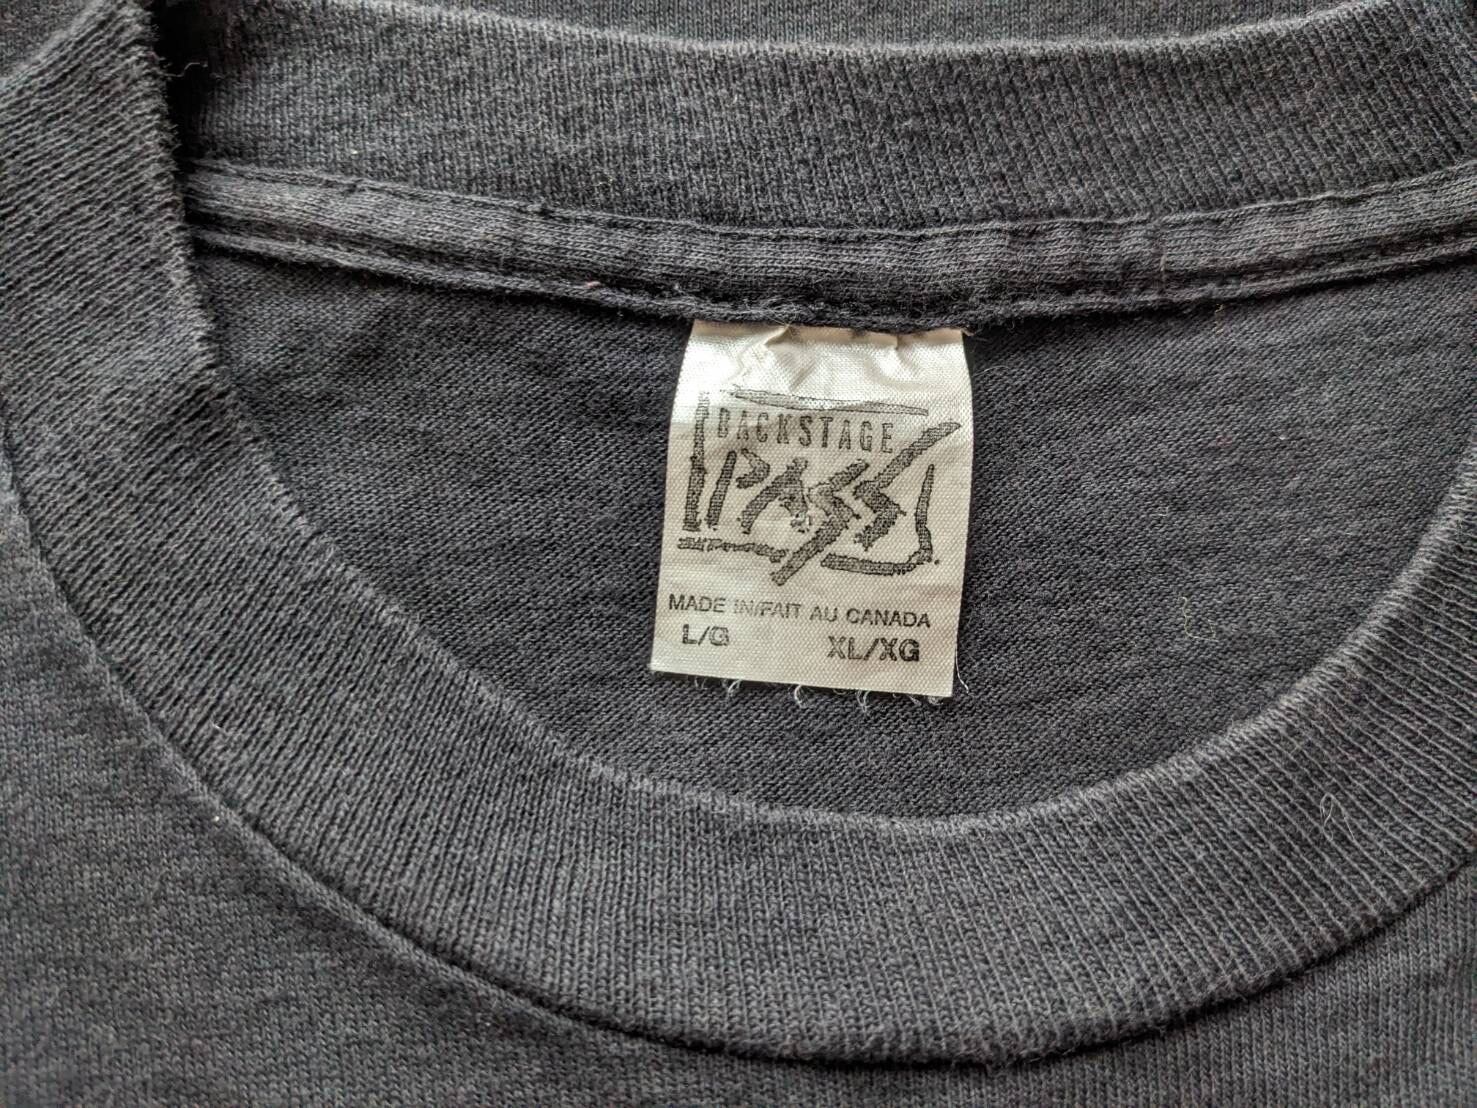 BACKSTAGE
PASS
MADE IN/FAIT AU CANADA
L/G XL/XG